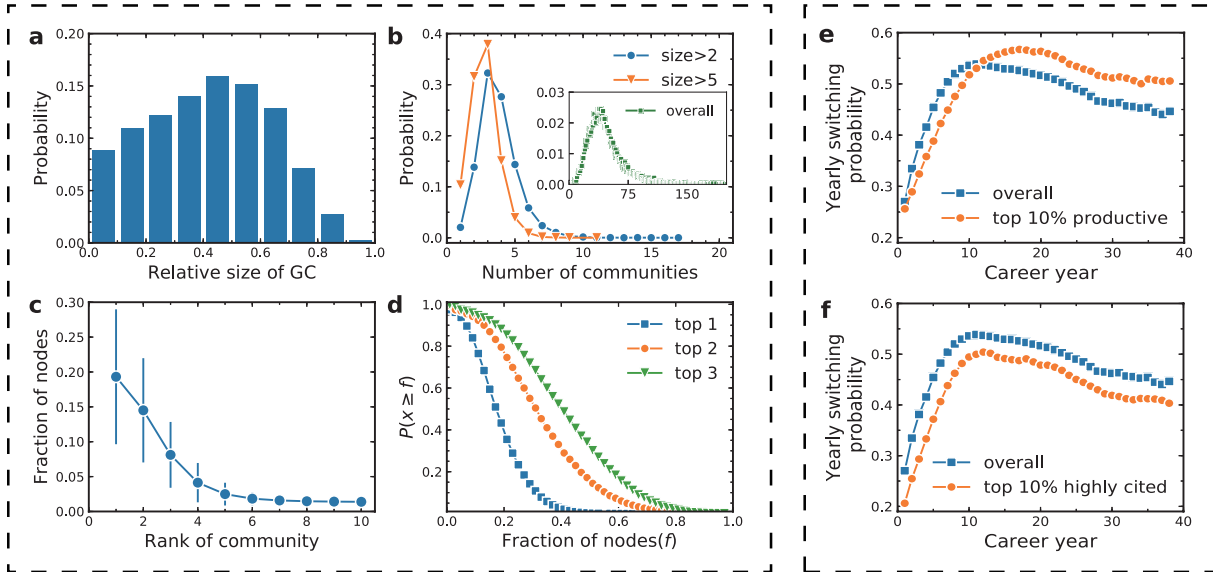 a
0.20
0.15
0.10
0.05
0.00
Probability
0.0 0.2 0.4 0.6 0.8 1.0
Relative size of GC
b
0.4
0.3
0.2
0.1
0.0
Probability
0 5 10 15 20
Number of communities
size>2
size>5
overall
0.03
0.02
0.01
0.00
0 75 150
c
0.30
0.25
0.20
0.15
0.10
0.05
0.00
Fraction of nodes
0 2 4 6 8 10
Rank of community
d
1.0
0.8
0.6
0.4
0.2
P(x ≥ f)
0.0 0.2 0.4 0.6 0.8 1.0
Fraction of nodes(f)
top 1
top 2
top 3
e
0.6
0.5
0.4
0.3
0.2
Yearly switching
probability
overall
top 10% productive
0 10 20 30 40
Career year
f
0.6
0.5
0.4
0.3
0.2
Yearly switching
probability
overall
top 10% highly cited
0 10 20 30 40
Career year